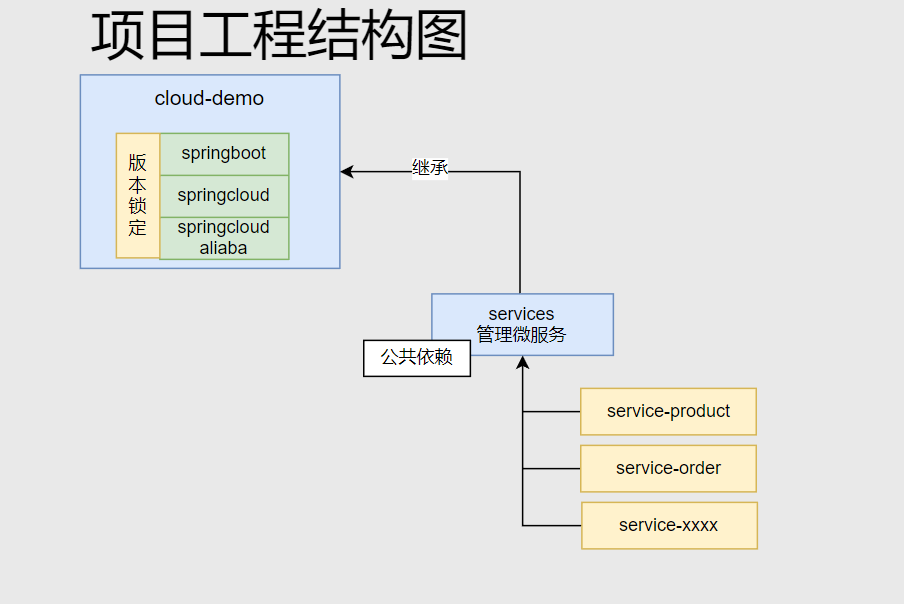 项目工程结构图
cloud-demo
版
本
锁
定
springboot
springcloud
springcloud
aliaba
继承
services
管理微服务
公共依赖
service-product
service-order
service-xxxx